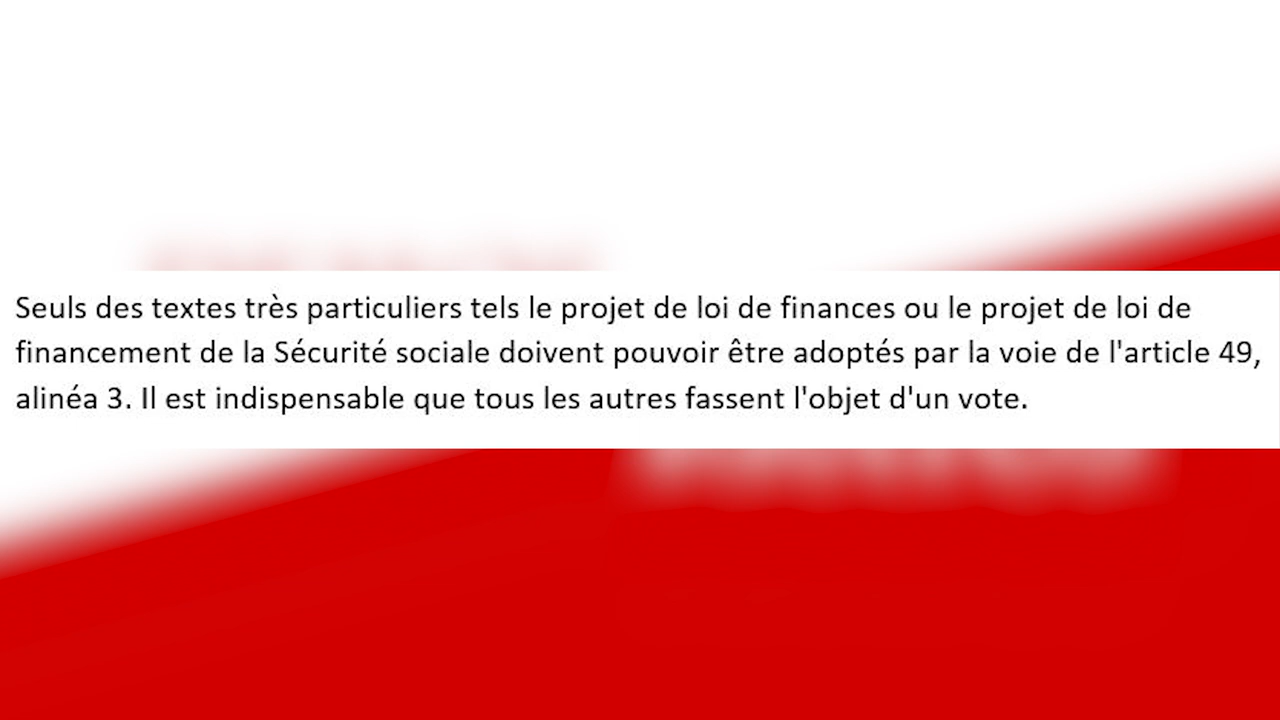 Seuls des textes très particuliers tels le projet de loi de finances ou le projet de loi de
financement de la Sécurité sociale doivent pouvoir être adoptés par la voie de l'article 49,
alinéa 3. Il est indispensable que tous les autres fassent l'objet d'un vote.